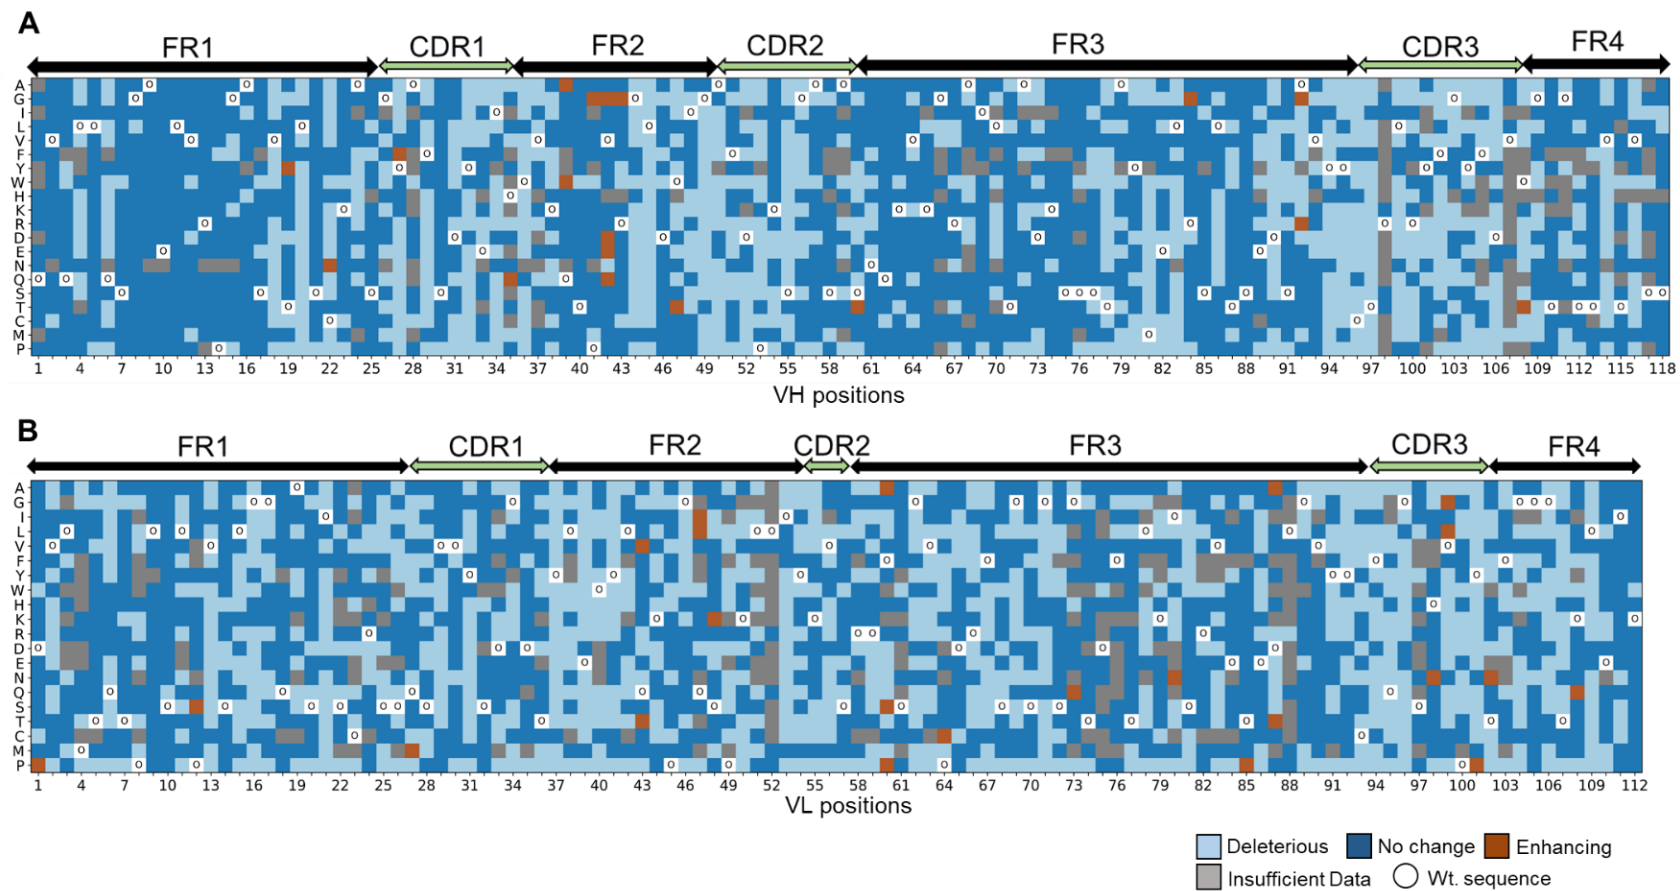 A
FR1 CDR1 FR2 CDR2 FR3 CDR3 FR4
A
G
I
L
V
F
Y
W
H
K
R
D
E
N
Q
S
T
C
M
P
1 4 7 10 13 16 19 22 25 28 31 34 37 40 43 46 49 52 55 58 61 64 67 70 73 76 79 82 85 88 91 94 97 100 103 106 109 112 115 118
VH positions
B
FR1 CDR1 FR2 CDR2 FR3 CDR3 FR4
A
G
I
L
V
F
Y
W
H
K
R
D
E
N
Q
S
T
C
M
P
1 4 7 10 13 16 19 22 25 28 31 34 37 40 43 46 49 52 55 58 61 64 67 70 73 76 79 82 85 88 91 94 97 100 103 106 109 112
VL positions
Deleterious No change Enhancing
Insufficient Data Wt. sequence